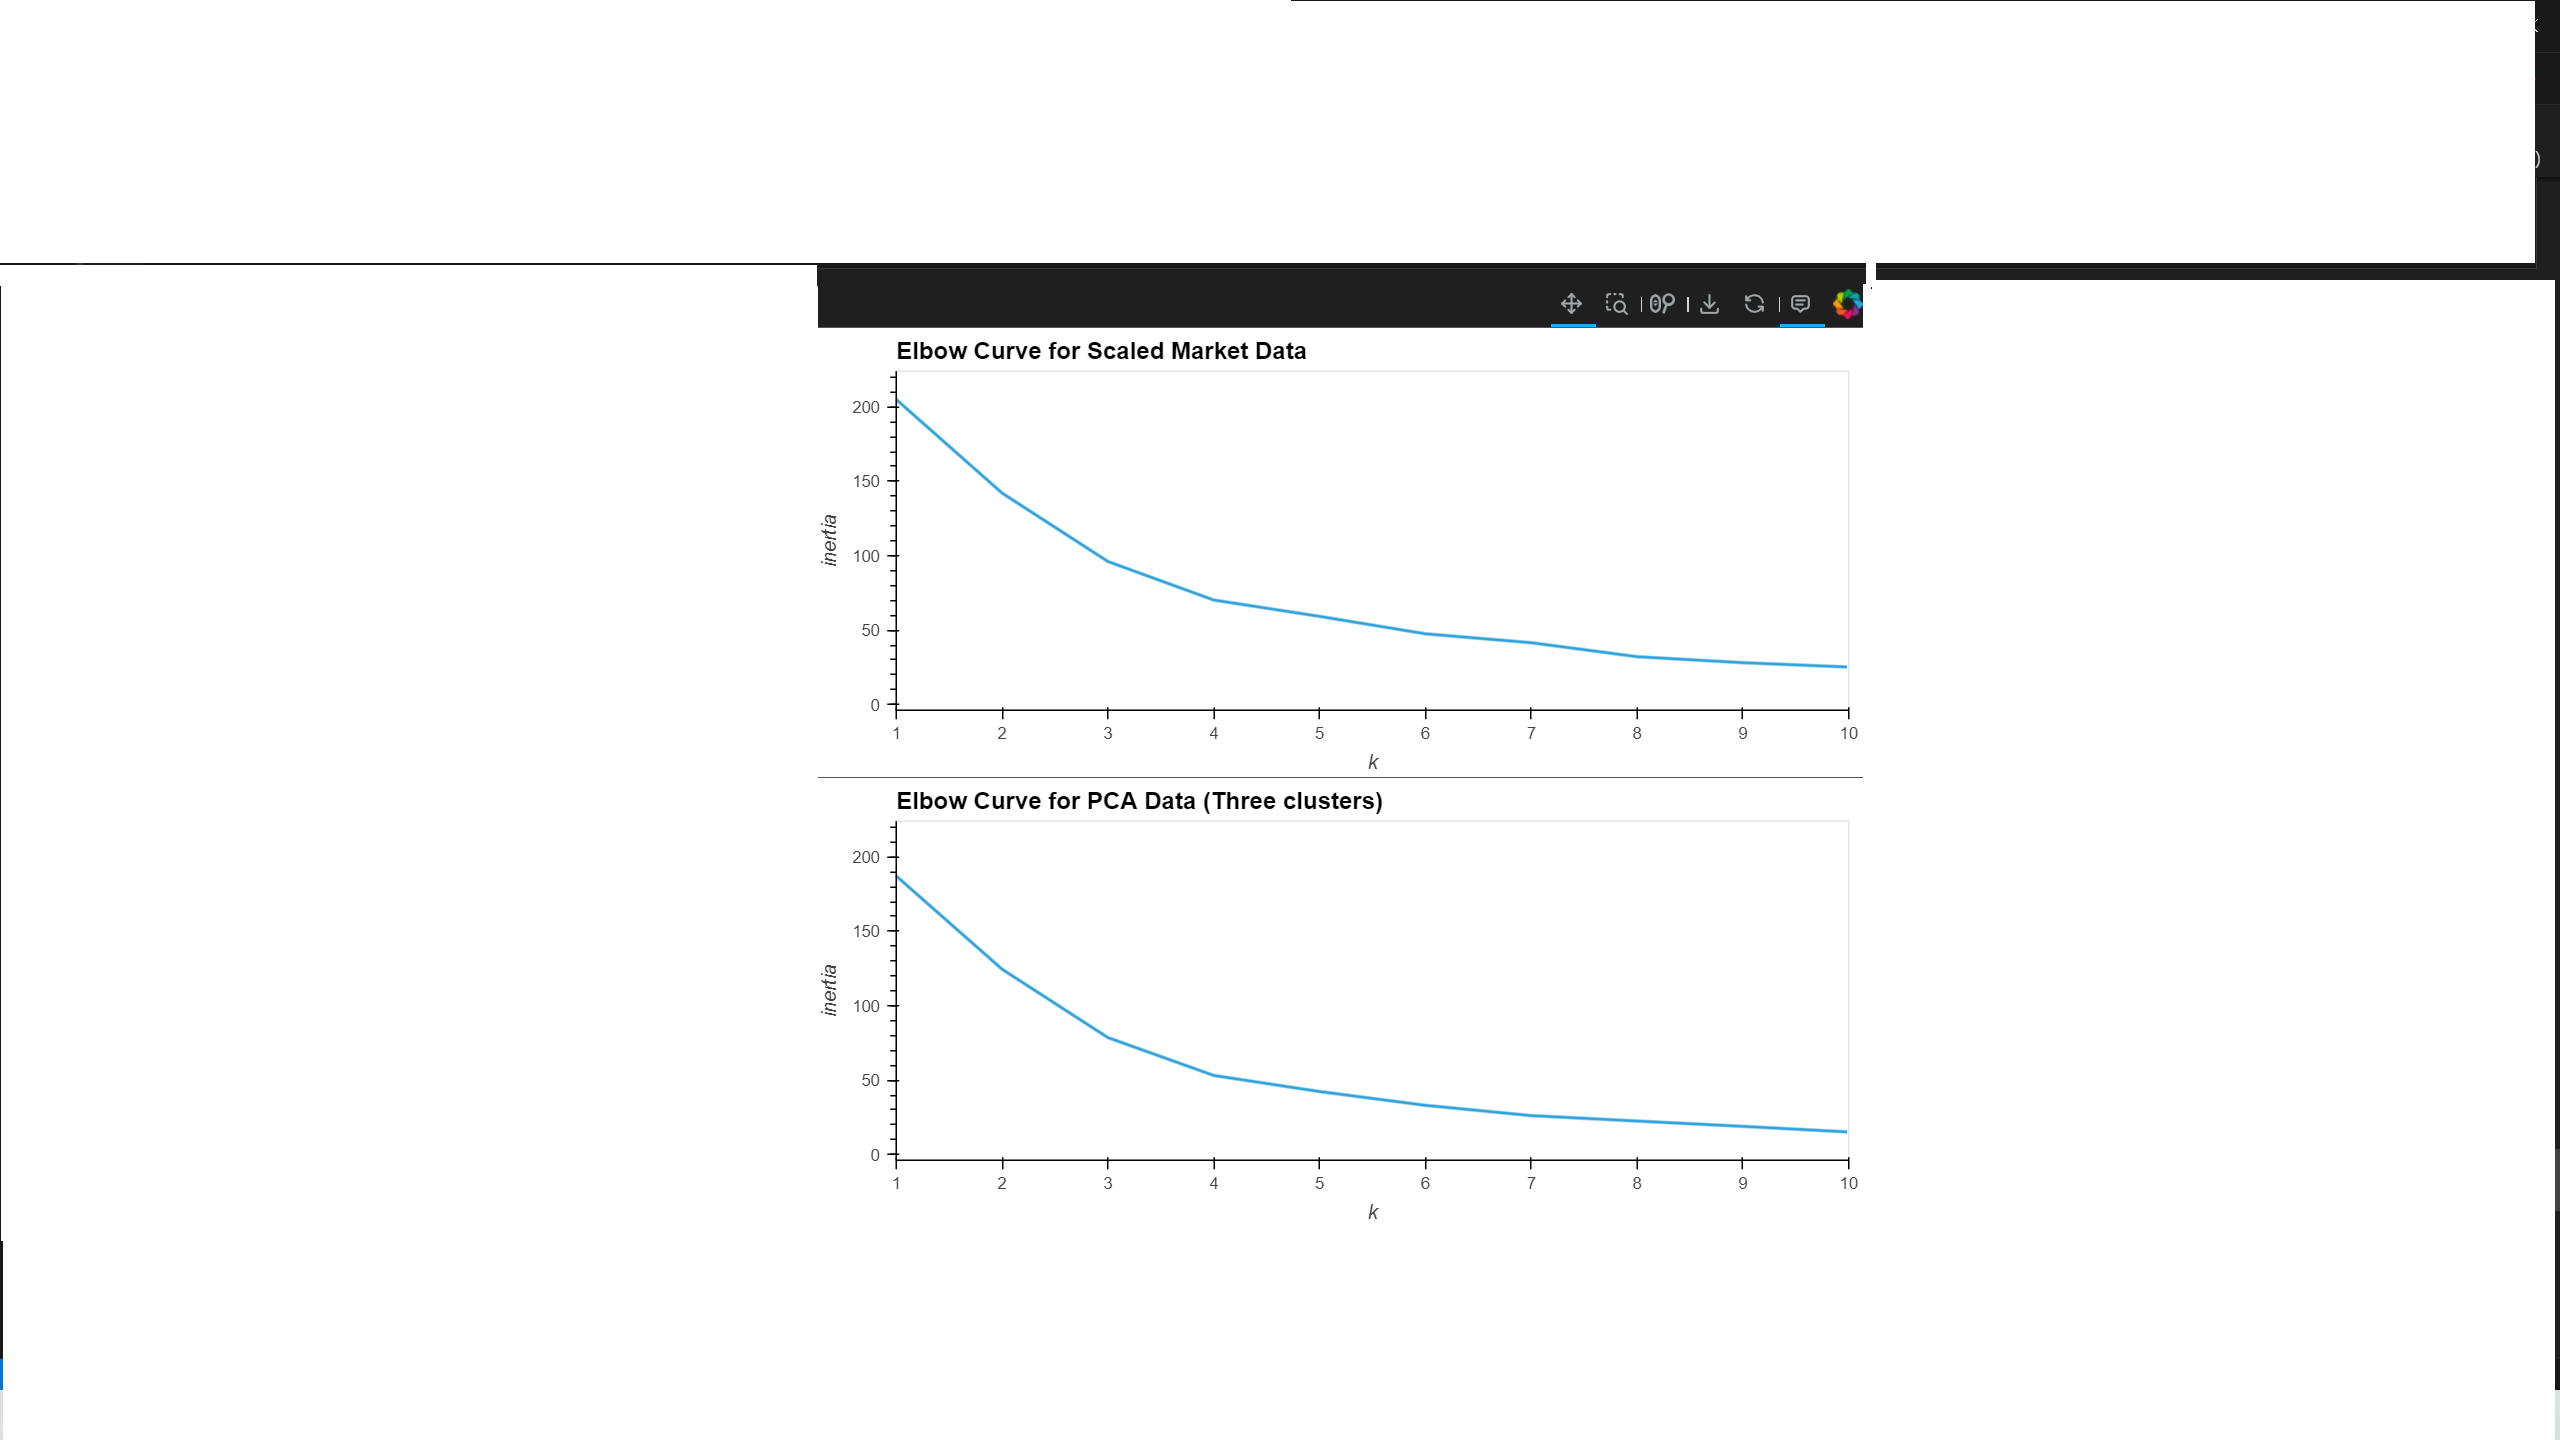 )
Elbow Curve for Scaled Market Data
200
150
100
50
0
inertia
1 2 3 4 5 6 7 8 9 10
k
Elbow Curve for PCA Data (Three clusters)
200
150
100
50
0
inertia
1 2 3 4 5 6 7 8 9 10
k